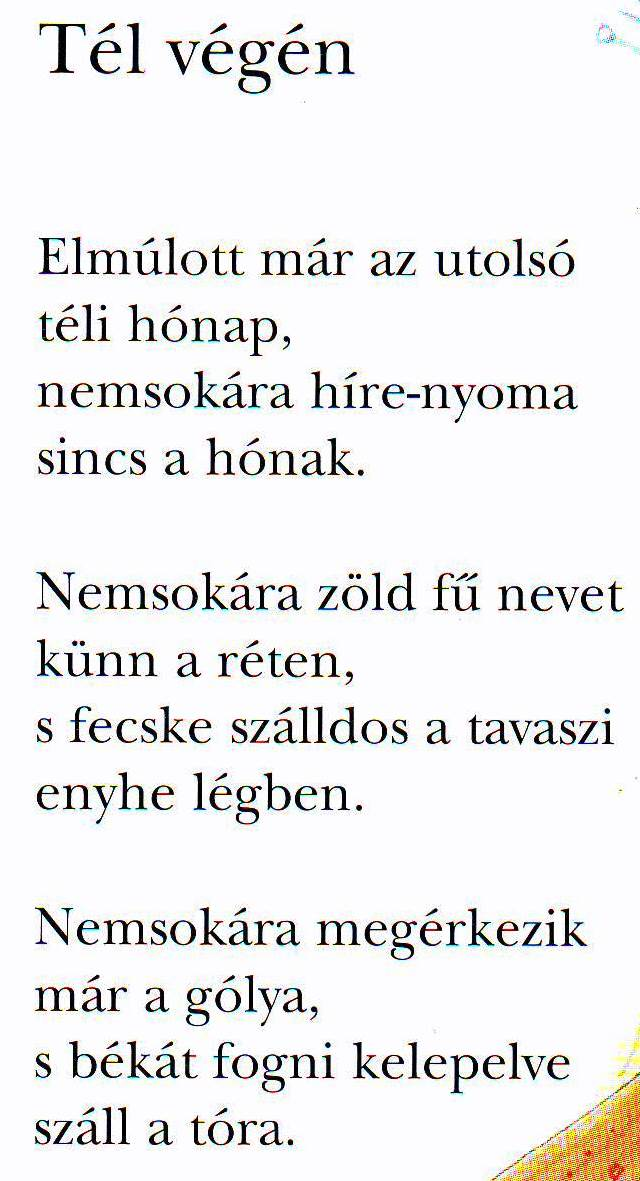 Tél végén
Elmúlott már az utolsó
téli hónap,
nemsokára híre-nyoma
sincs a hónak.
Nemsokára zöld fű nevet
künn a réten,
s fecske szálldos a tavaszi
enyhe légben.
Nemsokára megérkezik
már a gólya,
s békát fogni kelepelve
száll a tóra.